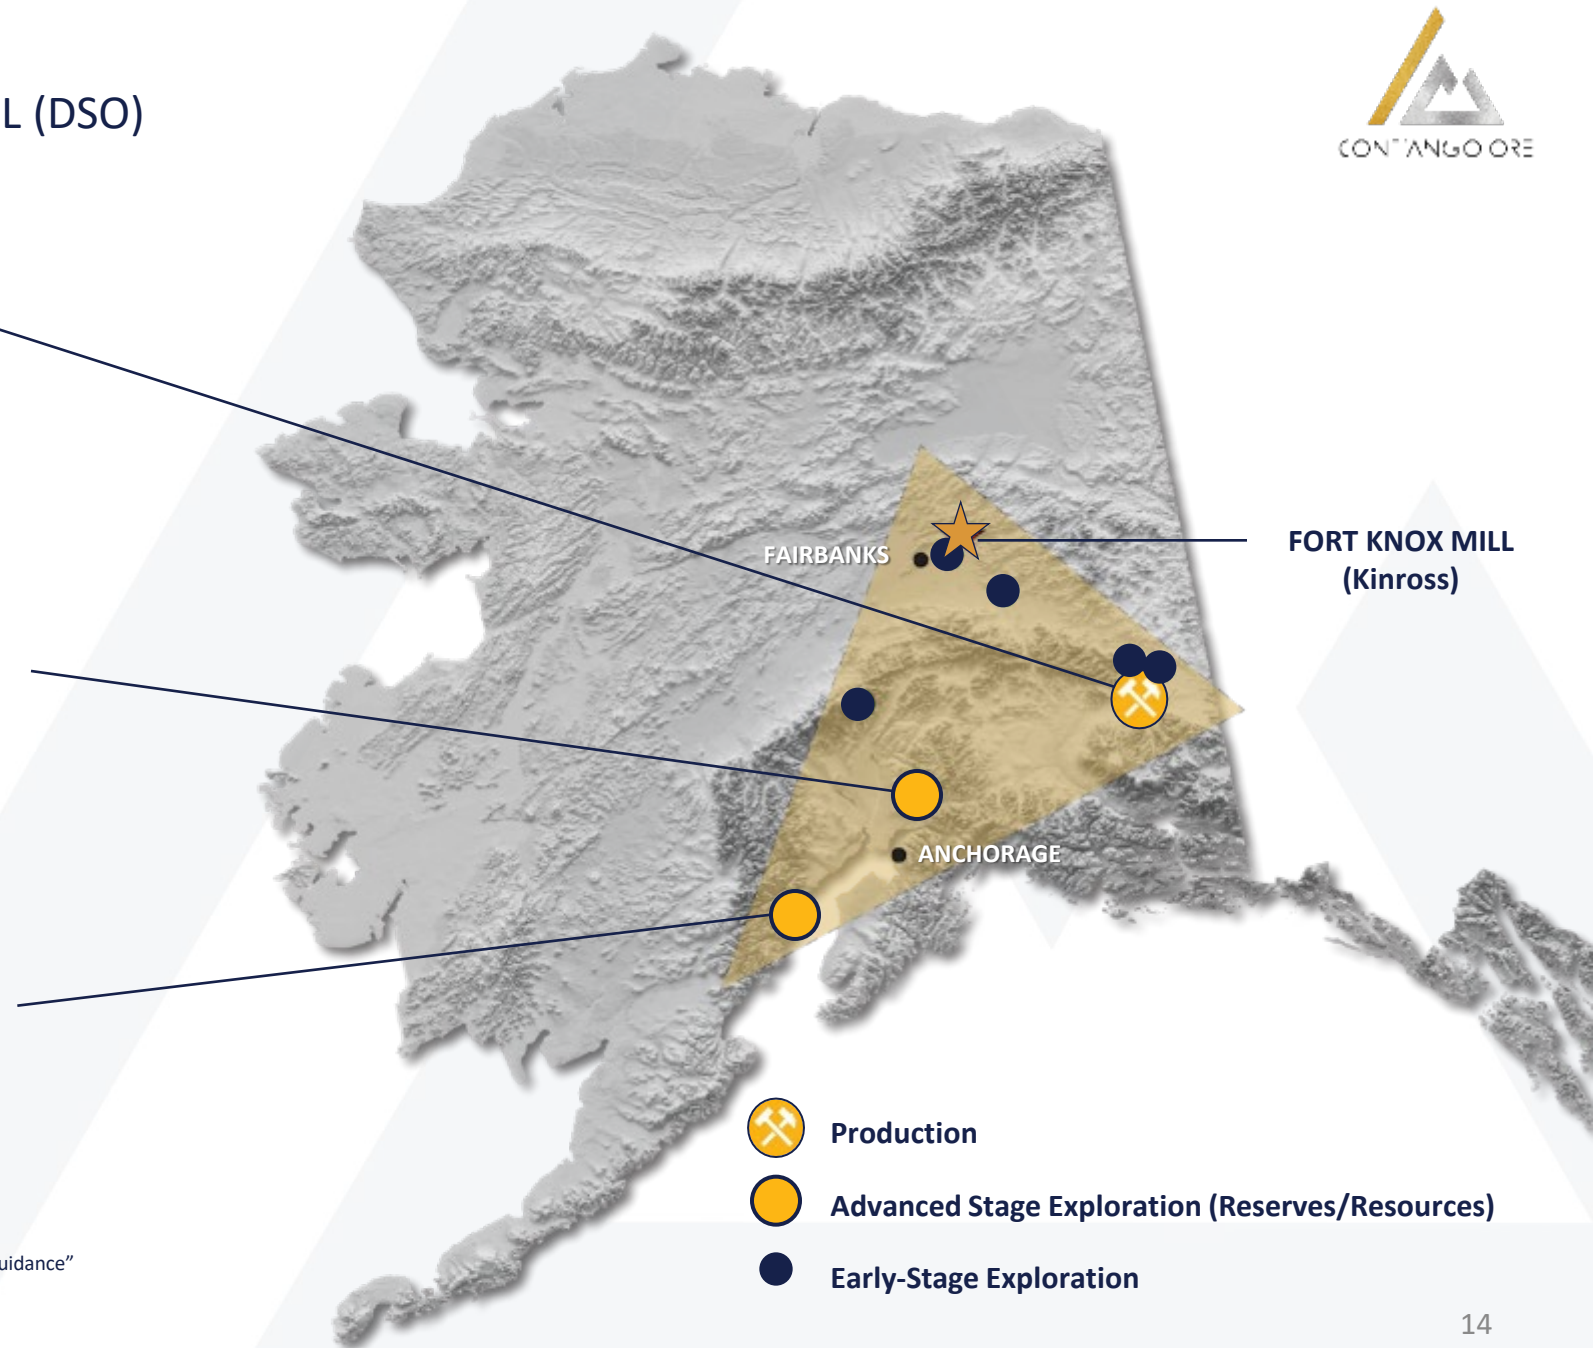 L (DSO)
CONTANGO ORE
FAIRBANKS
FORT KNOX MILL
(Kinross)
ANCHORAGE
Production
Advanced Stage Exploration (Reserves/Resources)
Early-Stage Exploration
uidance”
14